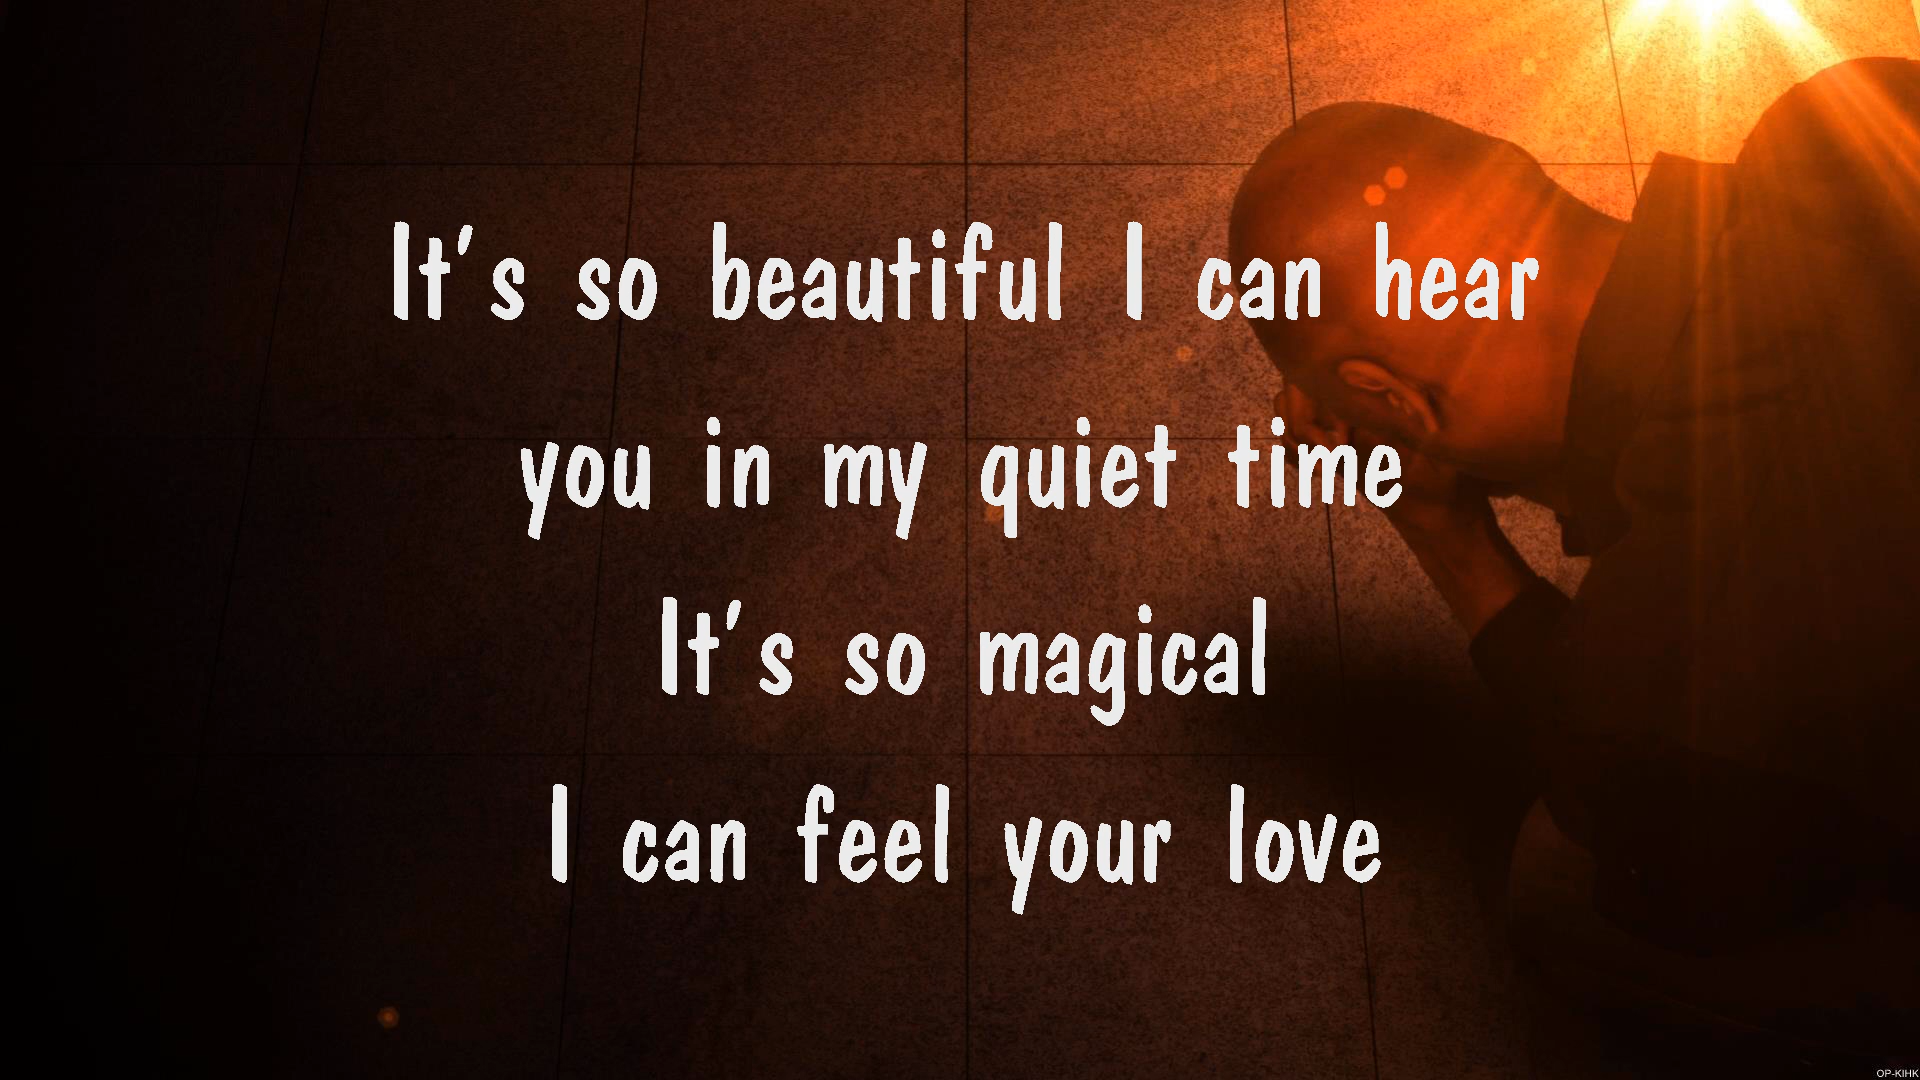 It's so beautiful I can hear
you in my quiet time
It's so magical
I can feel your love
OP-KIHK